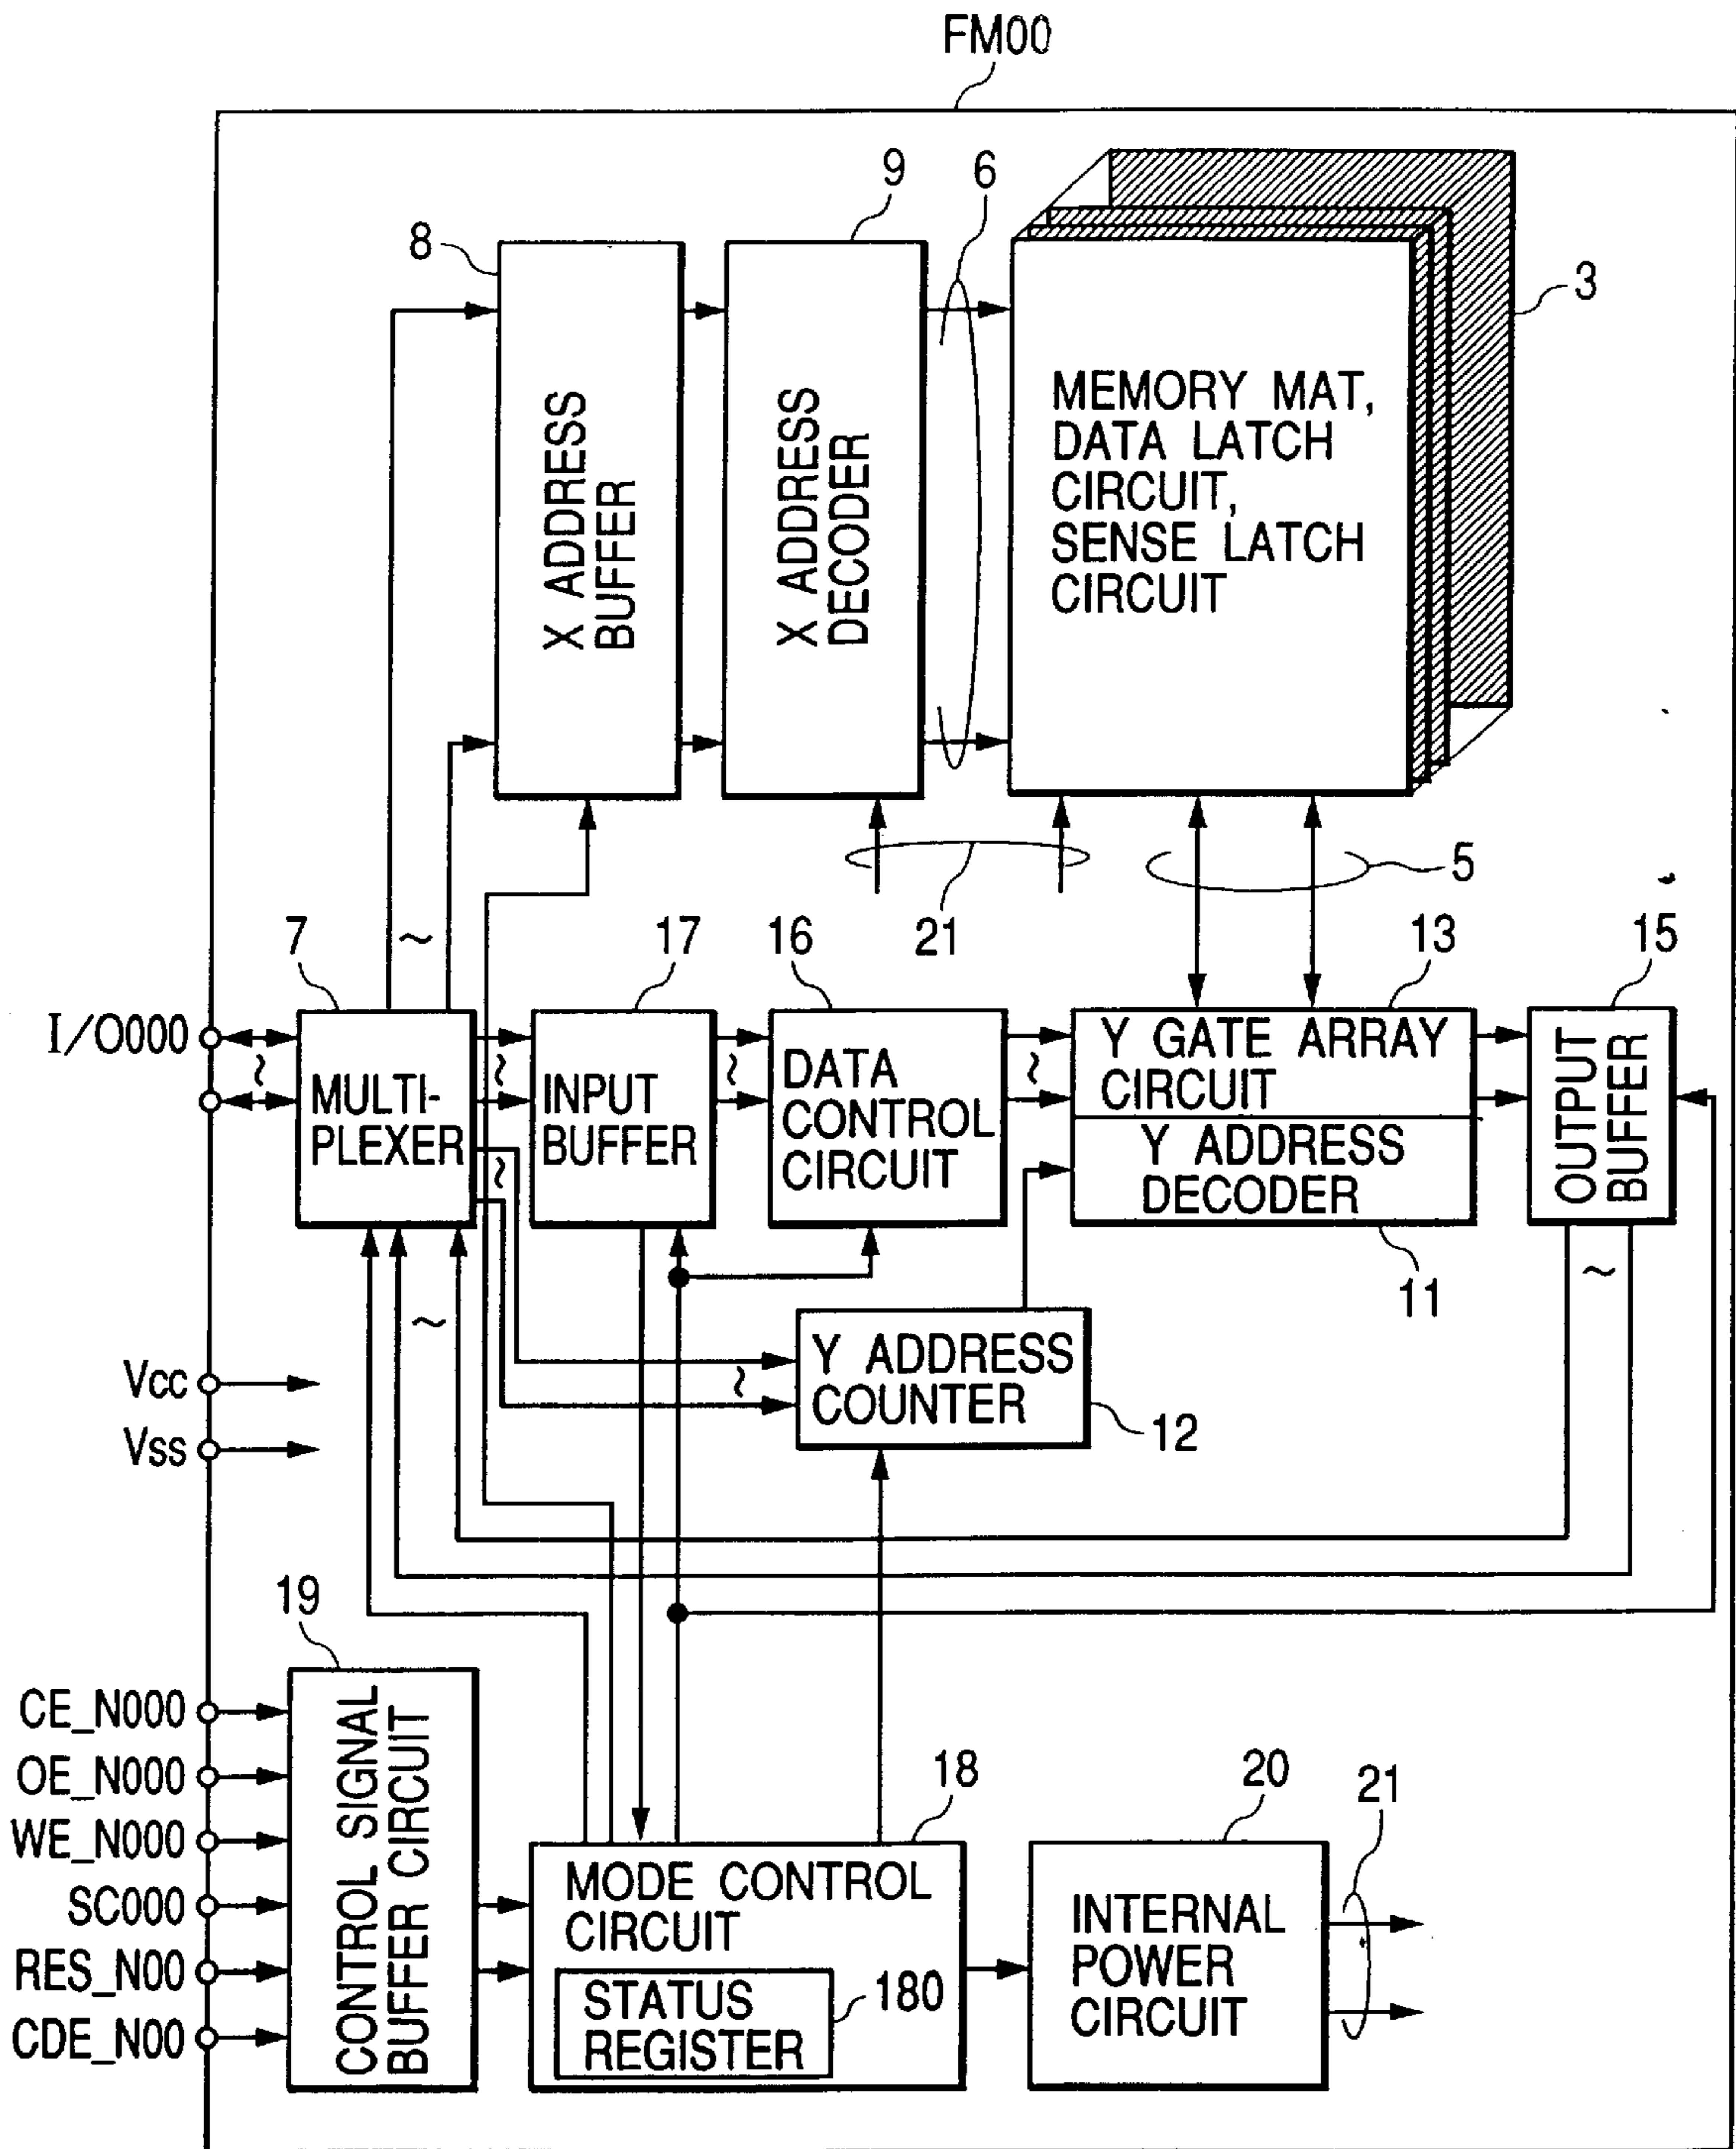 FM00
9
6
8
3
X ADDRESS
BUFFER
X ADDRESS
DECODER
MEMORY MAT,
DATA LATCH
CIRCUIT,
SENSE LATCH
CIRCUIT
5
21
7
17
16
13
15
I/O000
MULTI-
PLEXER
INPUT
BUFFER
DATA
CONTROL
CIRCUIT
Y GATE ARRAY
CIRCUIT
Y ADDRESS
DECODER
OUTPUT
BUFFER
11
Y ADDRESS
COUNTER
12
Vcc
Vss
19
CE_N000
OE_N000
WE_N000
SC000
RES_N00
CDE_N00
CONTROL SIGNAL
BUFFER CIRCUIT
18
MODE CONTROL
CIRCUIT
STATUS
REGISTER
180
20
INTERNAL
POWER
CIRCUIT
21